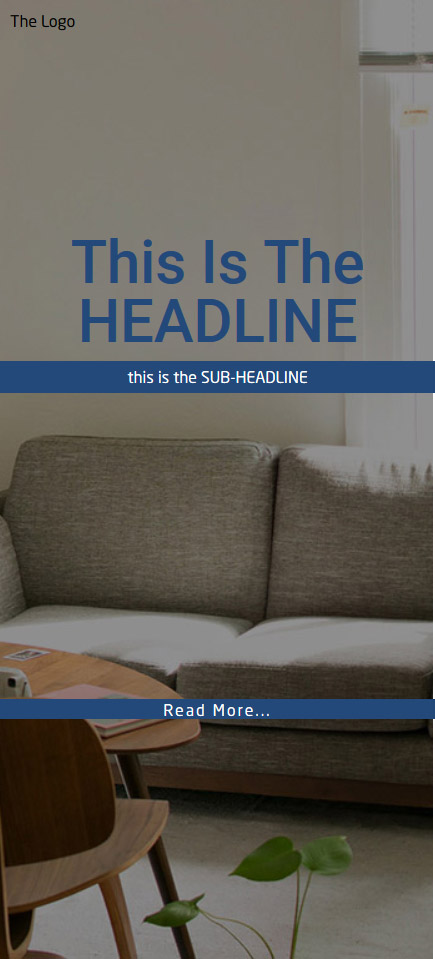 The Logo
This Is The
HEADLINE
this is the SUB-HEADLINE
Read More...